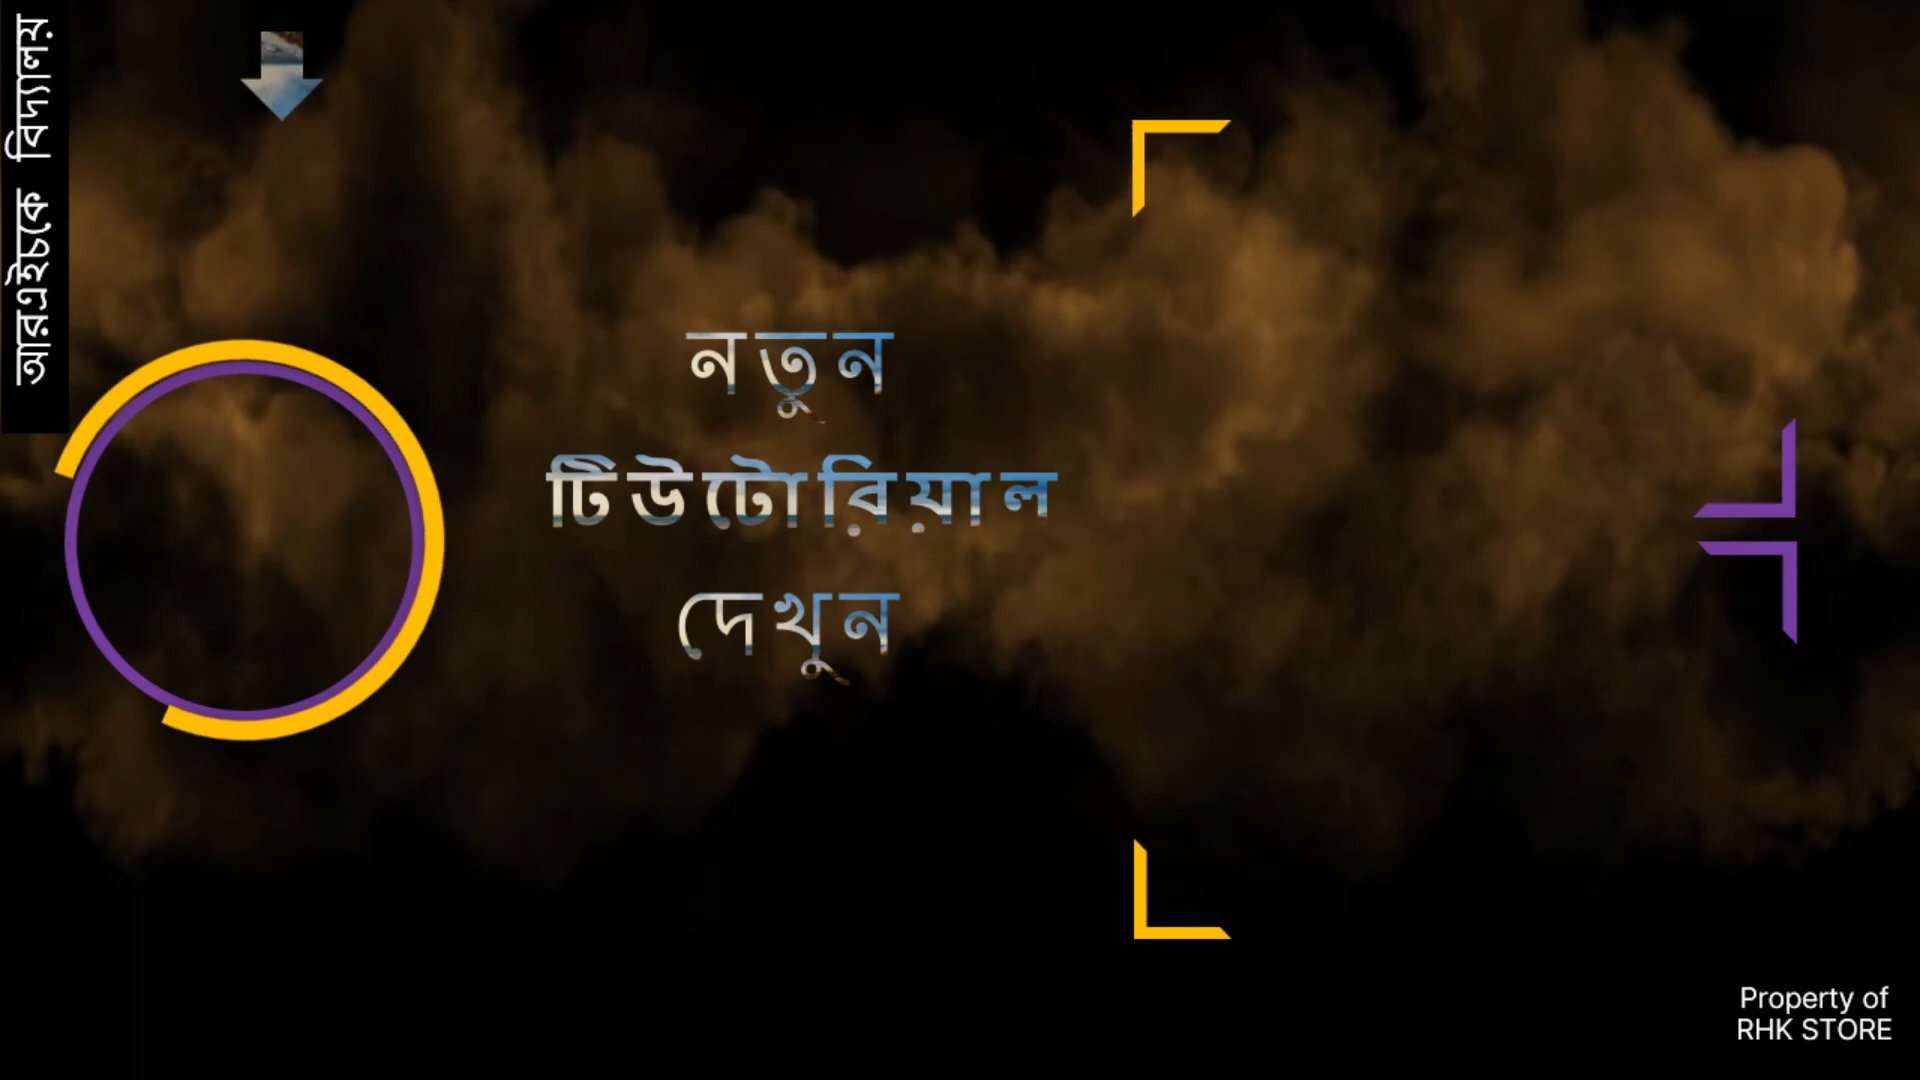 আরএইচকে বিদ্যালয়
নতুন
টিউটোরিয়াল
দেখুন
Property of
RHK STORE